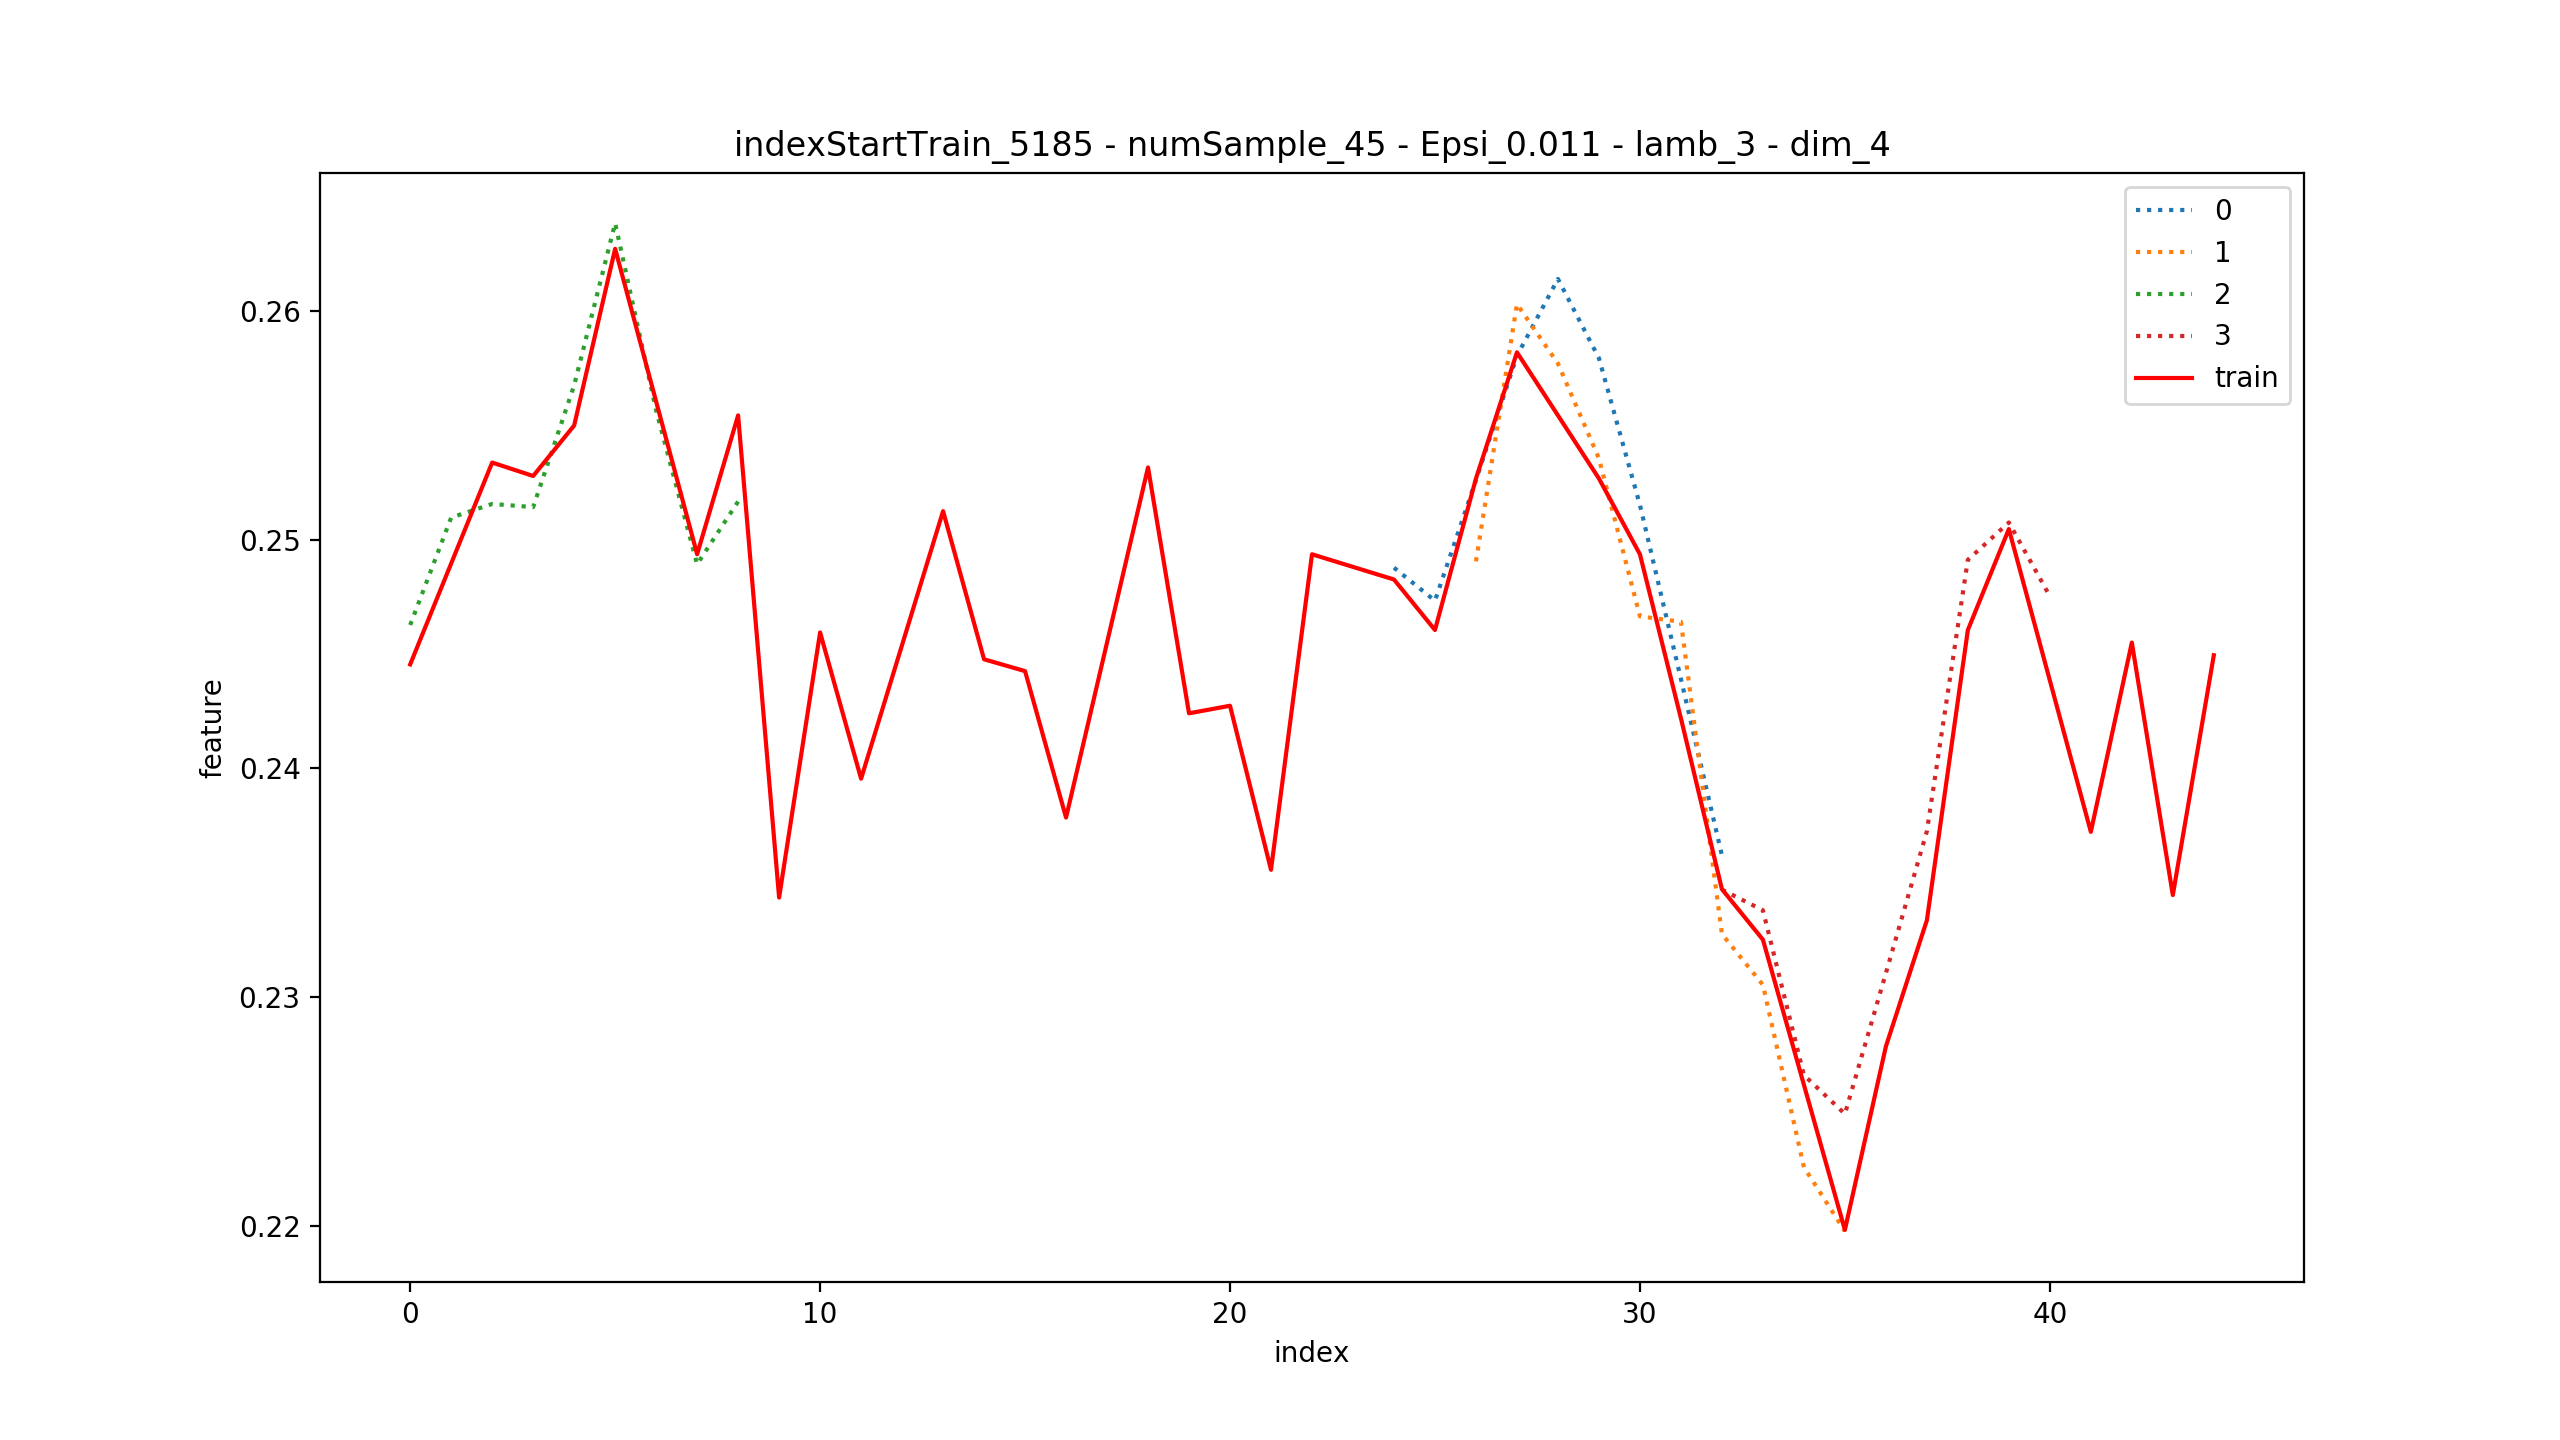 indexStartTrain_5185 - numSample_45 - Epsi_0.011 - lamb_3 - dim_4
0
1
2
3
train
0.26
0.25
0.24
0.23
0.22
feature
0 10 20 30 40
index